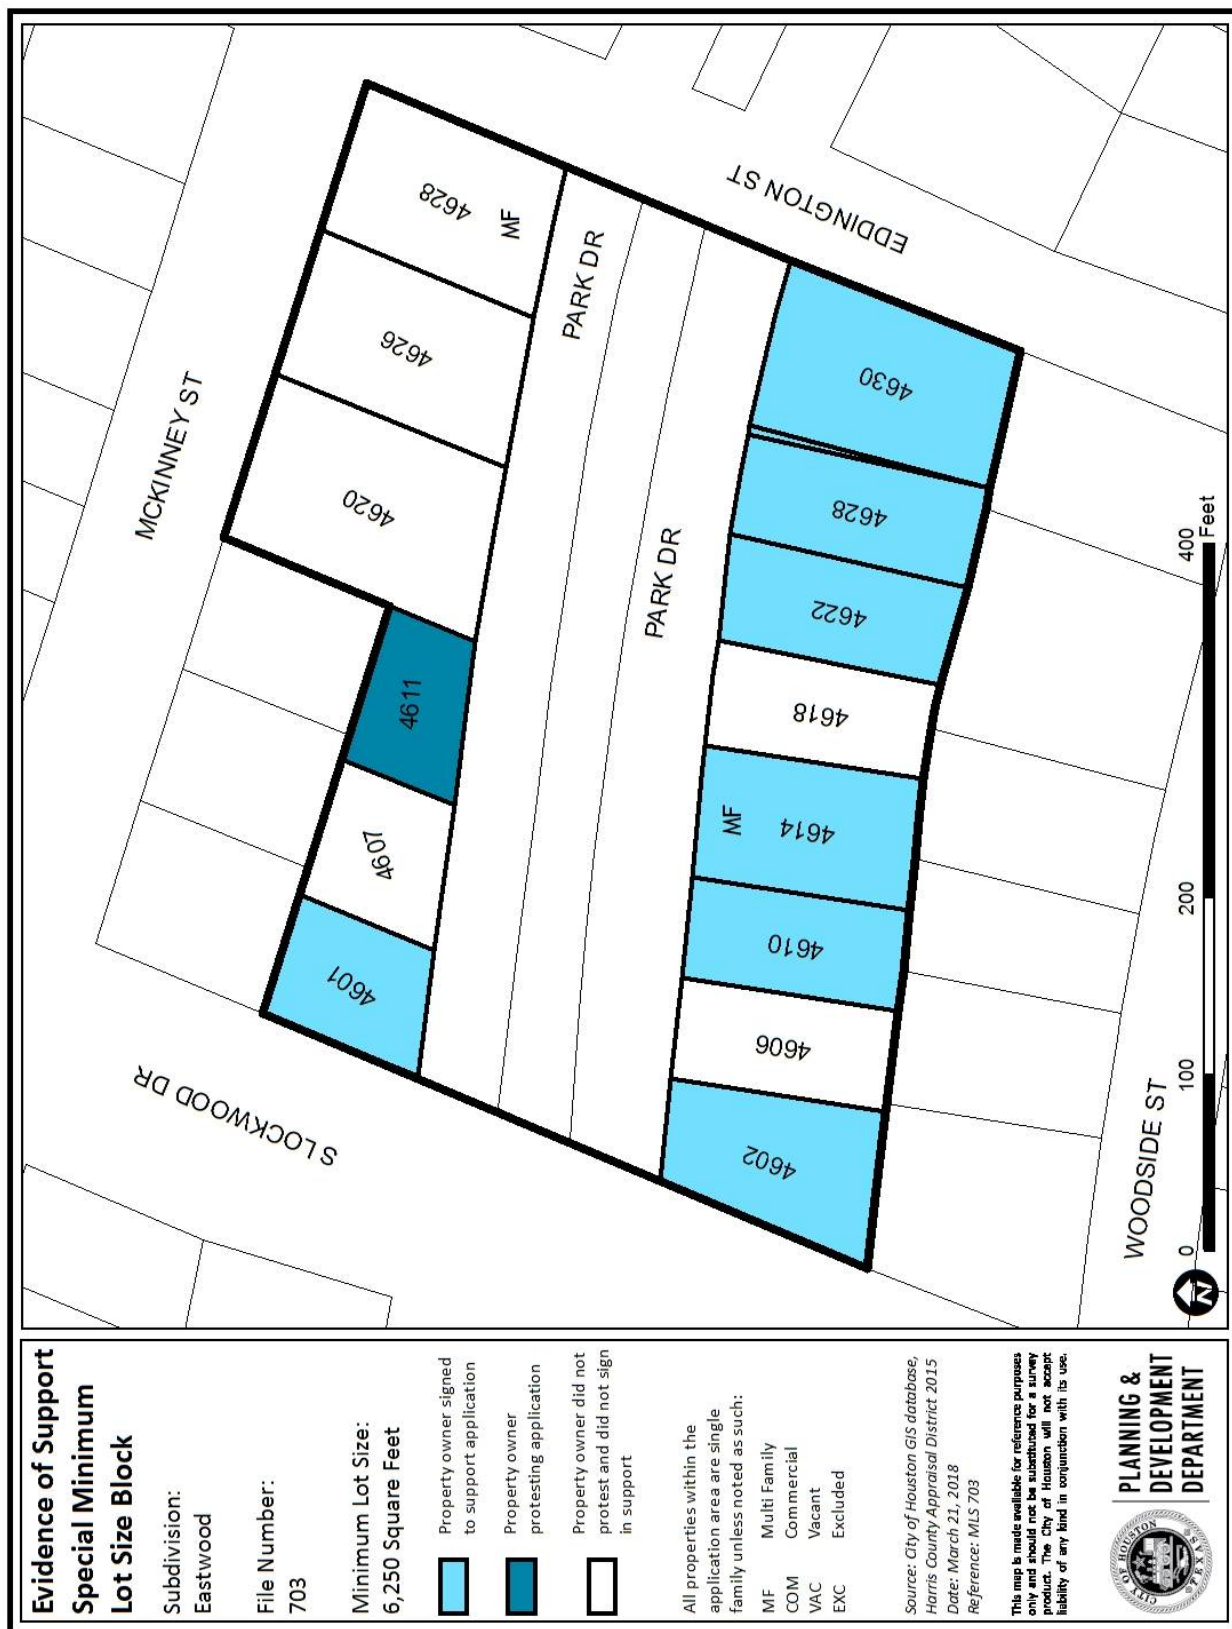 Evidence of Support
Special Minimum
Lot Size Block
Subdivision:
Eastwood
File Number:
703
Minimum Lot Size:
6,250 Square Feet
Property owner signed
to support application
Property owner
protesting application
Property owner did not
protest and did not sign
in support
All properties within the
application area are single
family unless noted as such:
MF Multi Family
COM Commercial
VAC Vacant
EXC Excluded
Source: City of Houston GIS database,
Harris County Appraisal District 2015
Date: March 21, 2018
Reference: MLS 703
This map is made available for reference purposes
only and should not be substituted for a survey
product. The City of Houston will not accept
liability of any kind in conjunction with its use.
CITY OF HOUSTON
TEXAS
PLANNING &
DEVELOPMENT
DEPARTMENT
S LOCKWOOD DR
MCKINNEY ST
4601
4607
4611
4620
4626
4628
MF
PARK DR
PARK DR
EDDINGTON ST
4602
4606
4610
4614
MF
4618
4622
4628
4630
WOODSIDE ST
N
0 100 200 400
Feet